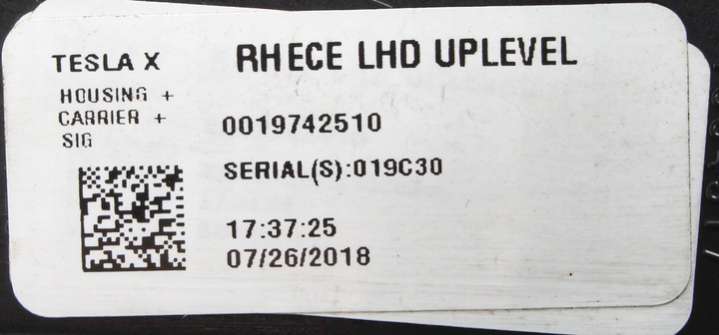 TESLA X
RHECE LHD UPLEVEL
HOUSING +
CARRIER +
SIG
0019742510
SERIAL(S):019C30
17:37:25
07/26/2018